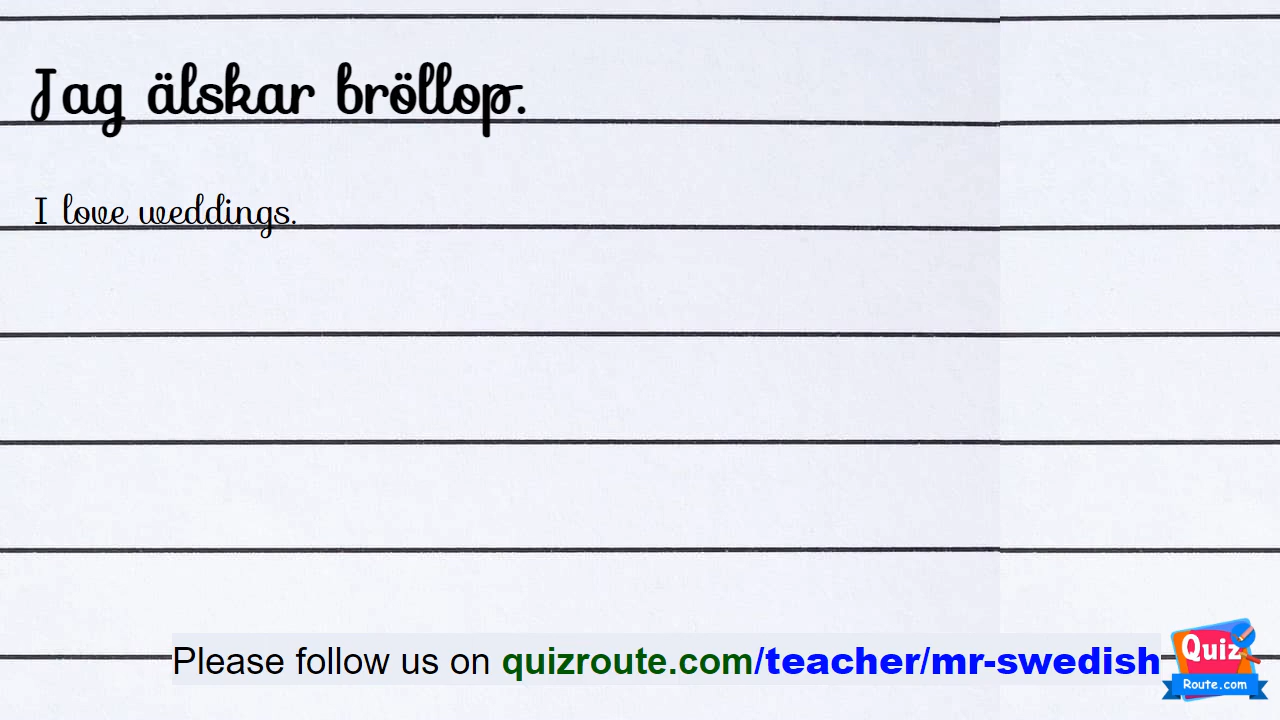 Jag älskar bröllop.
I love weddings.
Please follow us on quizroute.com/teacher/mr-swedish
Quiz
Route.com